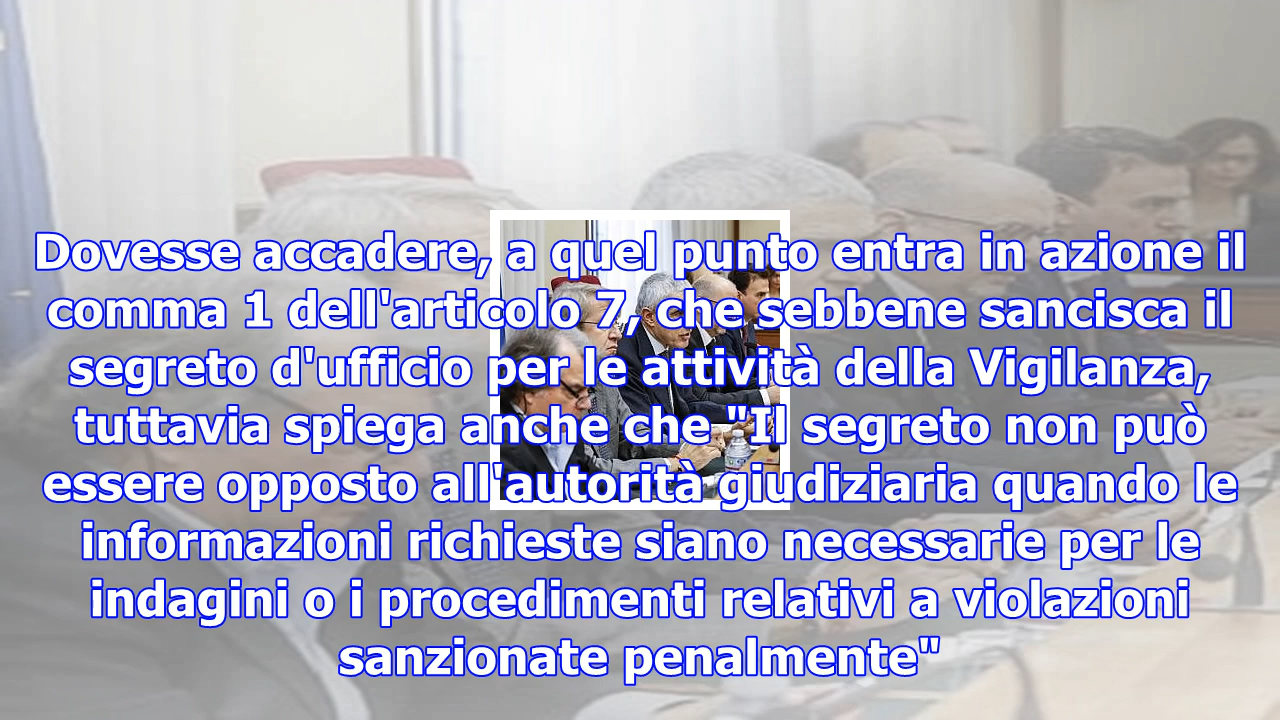 Dovesse accadere, a quel punto entra in azione il
comma 1 dell'articolo 7, che sebbene sancisca il
segreto d'ufficio per le attività della Vigilanza,
tuttavia spiega anche che "Il segreto non può
essere opposto all'autorità giudiziaria quando le
informazioni richieste siano necessarie per le
indagini o i procedimenti relativi a violazioni
sanzionate penalmente"